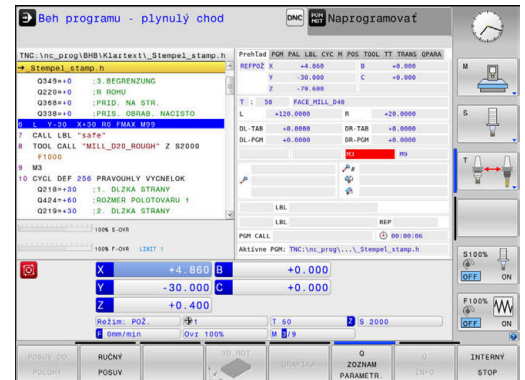 Beh programu - plynulý chod
DNC
PGM MGT
Naprogramovať
TNC:\nc_prog\BHB\Klartext\_Stempel_stamp.h
→_Stempel_stamp.h
Q349=+0 ;3.BEGRENZUNG
Q220=+0 ;R ROHU
Q368=+0 ;PRID. NA STR.
Q338=+0 ;PRIS. OBRAB. NACISTO
6 L Y-30 X+30 R0 FMAX M99
7 CALL LBL "safe"
8 TOOL CALL "MILL_D20_ROUGH" Z S2000
F1000
9 M3
10 CYCL DEF 256 PRAVOUHLY VYCNELOK
Q218=+30 ;1. DLZKA STRANY
Q424=+60 ;ROZMER POLOTOVARU 1
Q219=+30 ;2. DLZKA STRANY
100% S-OVR
100% F-OVR LIMIT 1
Prehľad PGM PAL LBL CYC M POS TOOL TT TRANS QPARA
REFPOŽ X +4.860 B +0.000
Y -30.000 C +0.000
Z -79.600
T : 50 FACE_MILL_D40
L +120.0000 R +20.0000
DL-TAB +0.0000 DR-TAB +0.0000
DL-PGM +0.0000 DR-PGM +0.0000
M3 M9
LBL
LBL REP
PGM CALL 00:00:06
Aktívne PGM: TNC:\nc_prog\...\_Stempel_stamp.h
X +4.860 B +0.000
Y -30.000 C +0.000
Z +0.400
Režim: POŽ. 1 T 50 Z S 2000
F 0mm/min Ovr 100% M 5/9
M
S
T
S100%
OFF ON
F100%
OFF ON
POSUV DO POLOHY
RUČNÝ POSUV
3D ROT
GRAFIKA
Q ZOZNAM PARAMETR.
Q INFO
INTERNÝ STOP